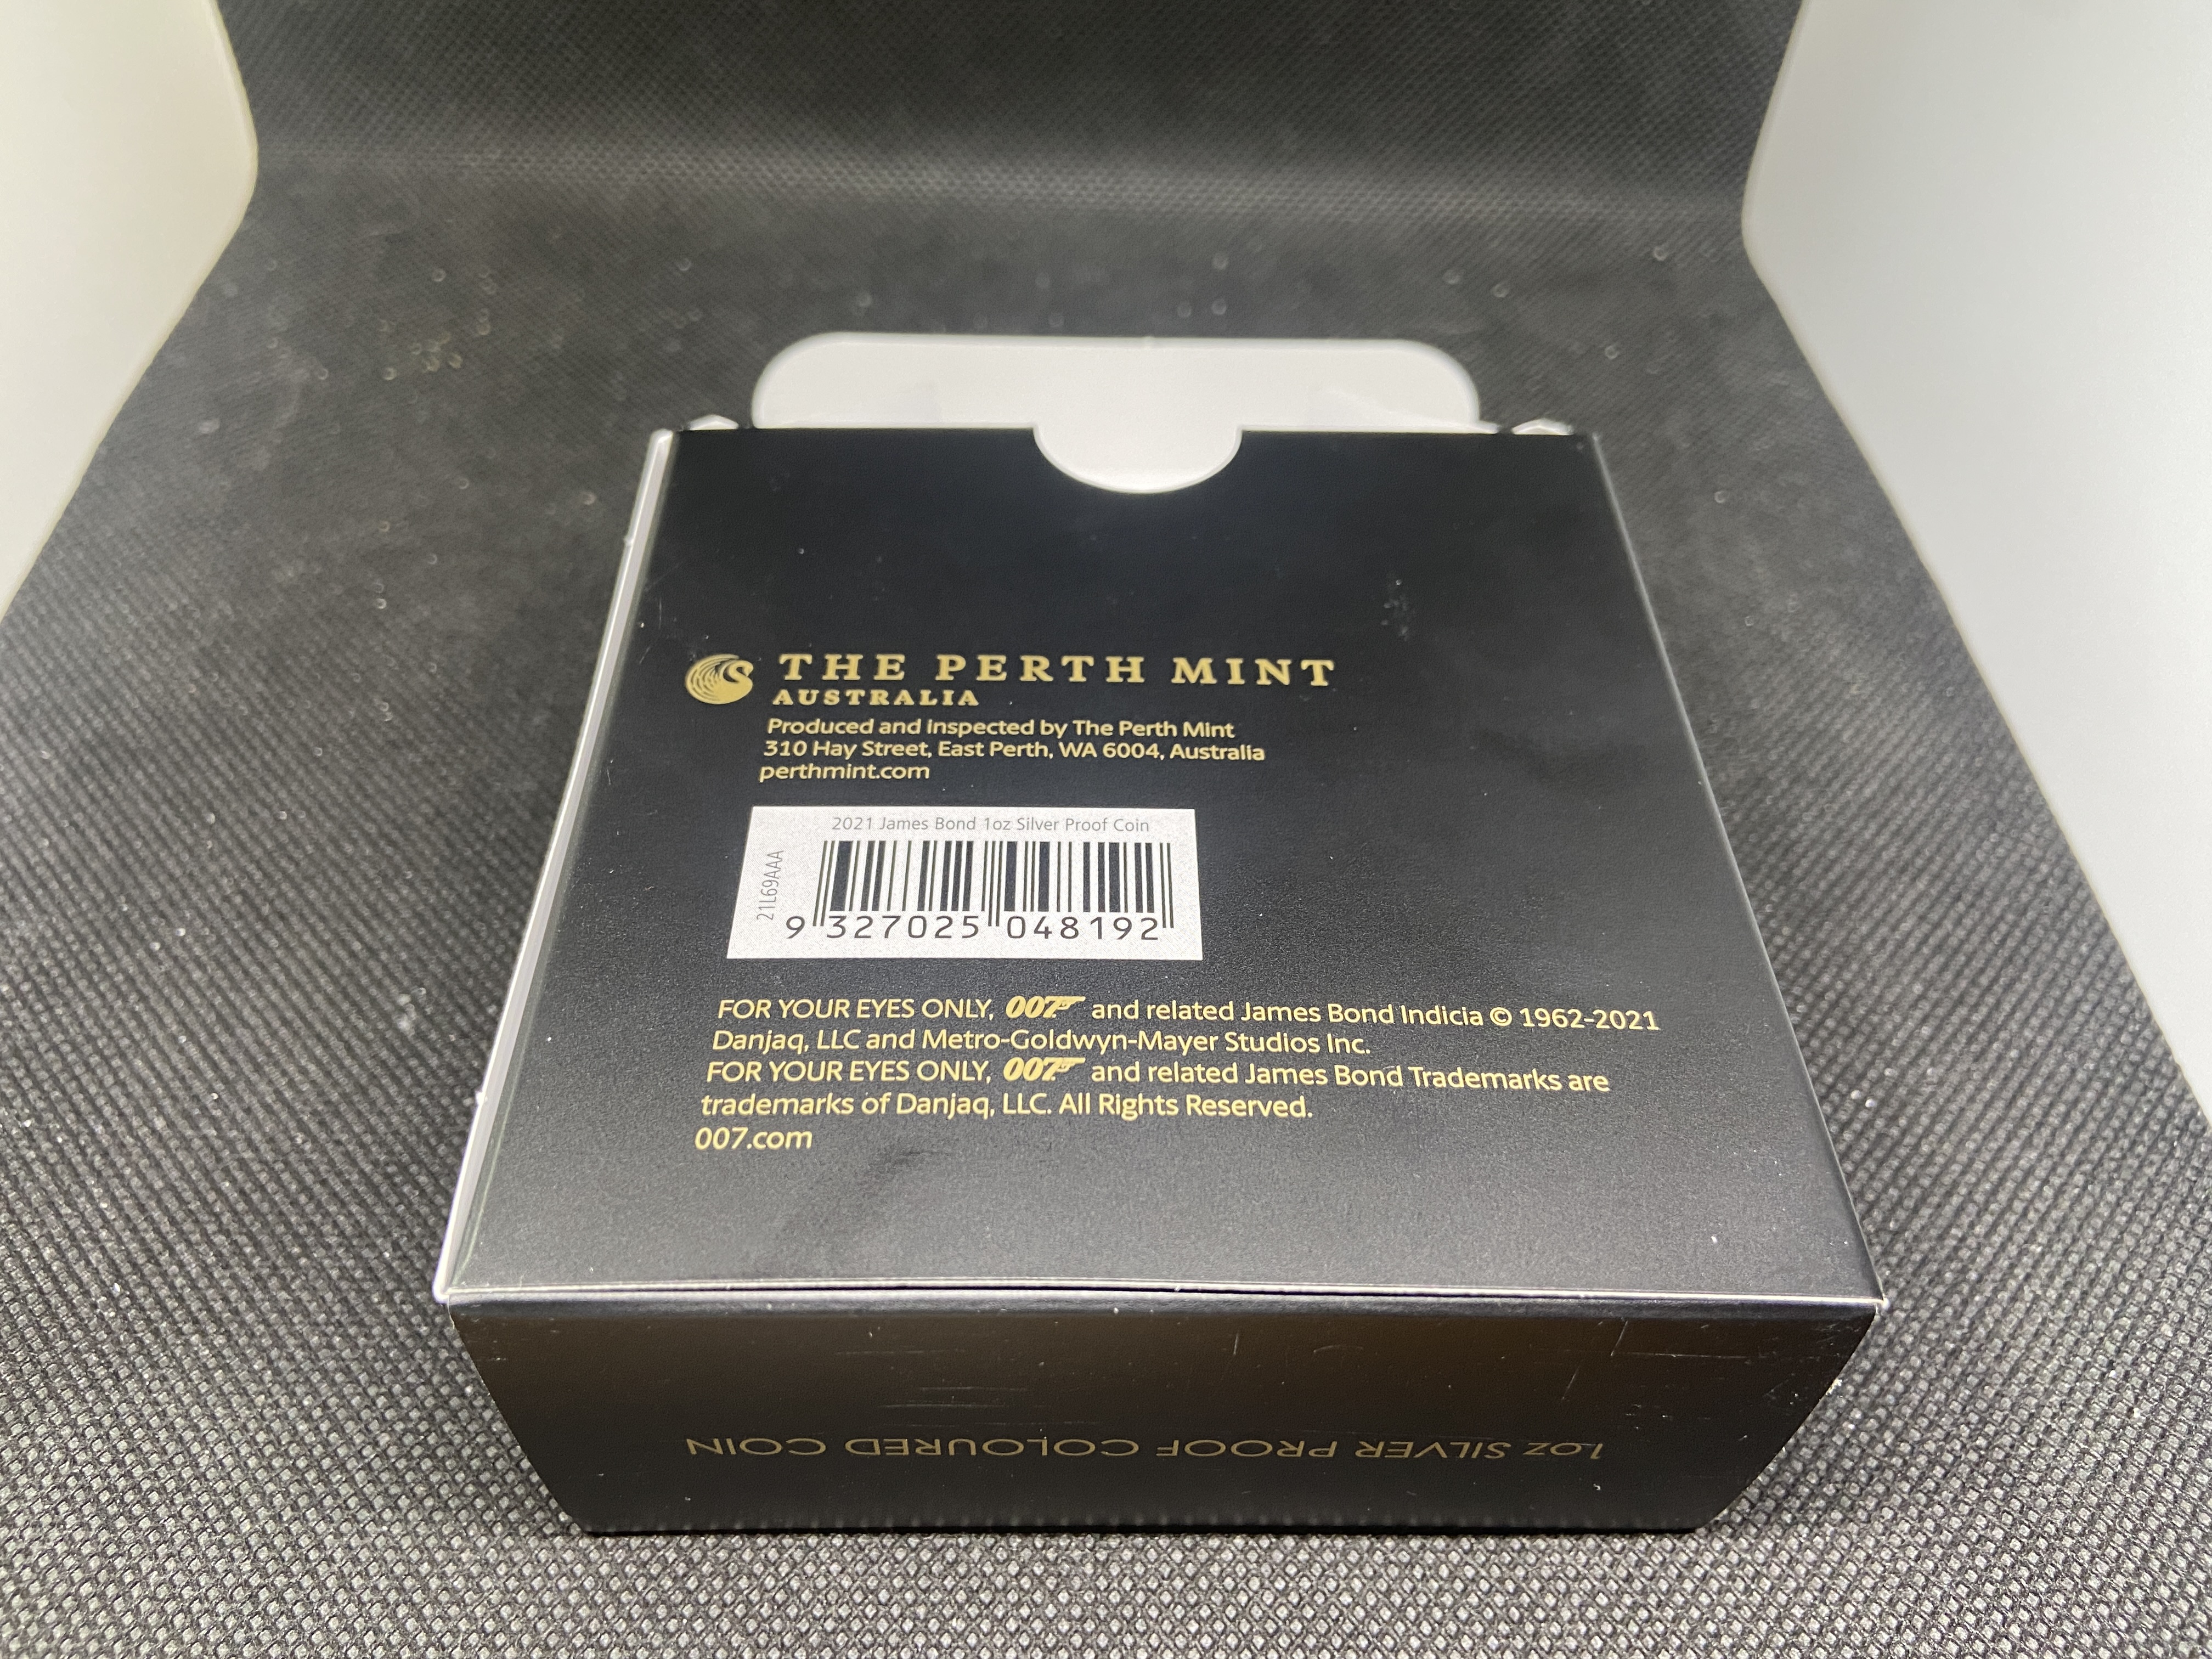 THE PERTH MINT
AUSTRALIA
Produced and inspected by The Perth Mint
310 Hay Street, East Perth, WA 6004, Australia
perthmint.com
2021 James Bond 1oz Silver Proof Coin
21L69AAA
9 327025 048192
FOR YOUR EYES ONLY, 007 and related James Bond Indicia © 1962-2021
Danjaq, LLC and Metro-Goldwyn-Mayer Studios Inc.
FOR YOUR EYES ONLY, 007 and related James Bond Trademarks are
trademarks of Danjaq, LLC. All Rights Reserved.
007.com
1OZ SILVER PROOF COLOURED COIN